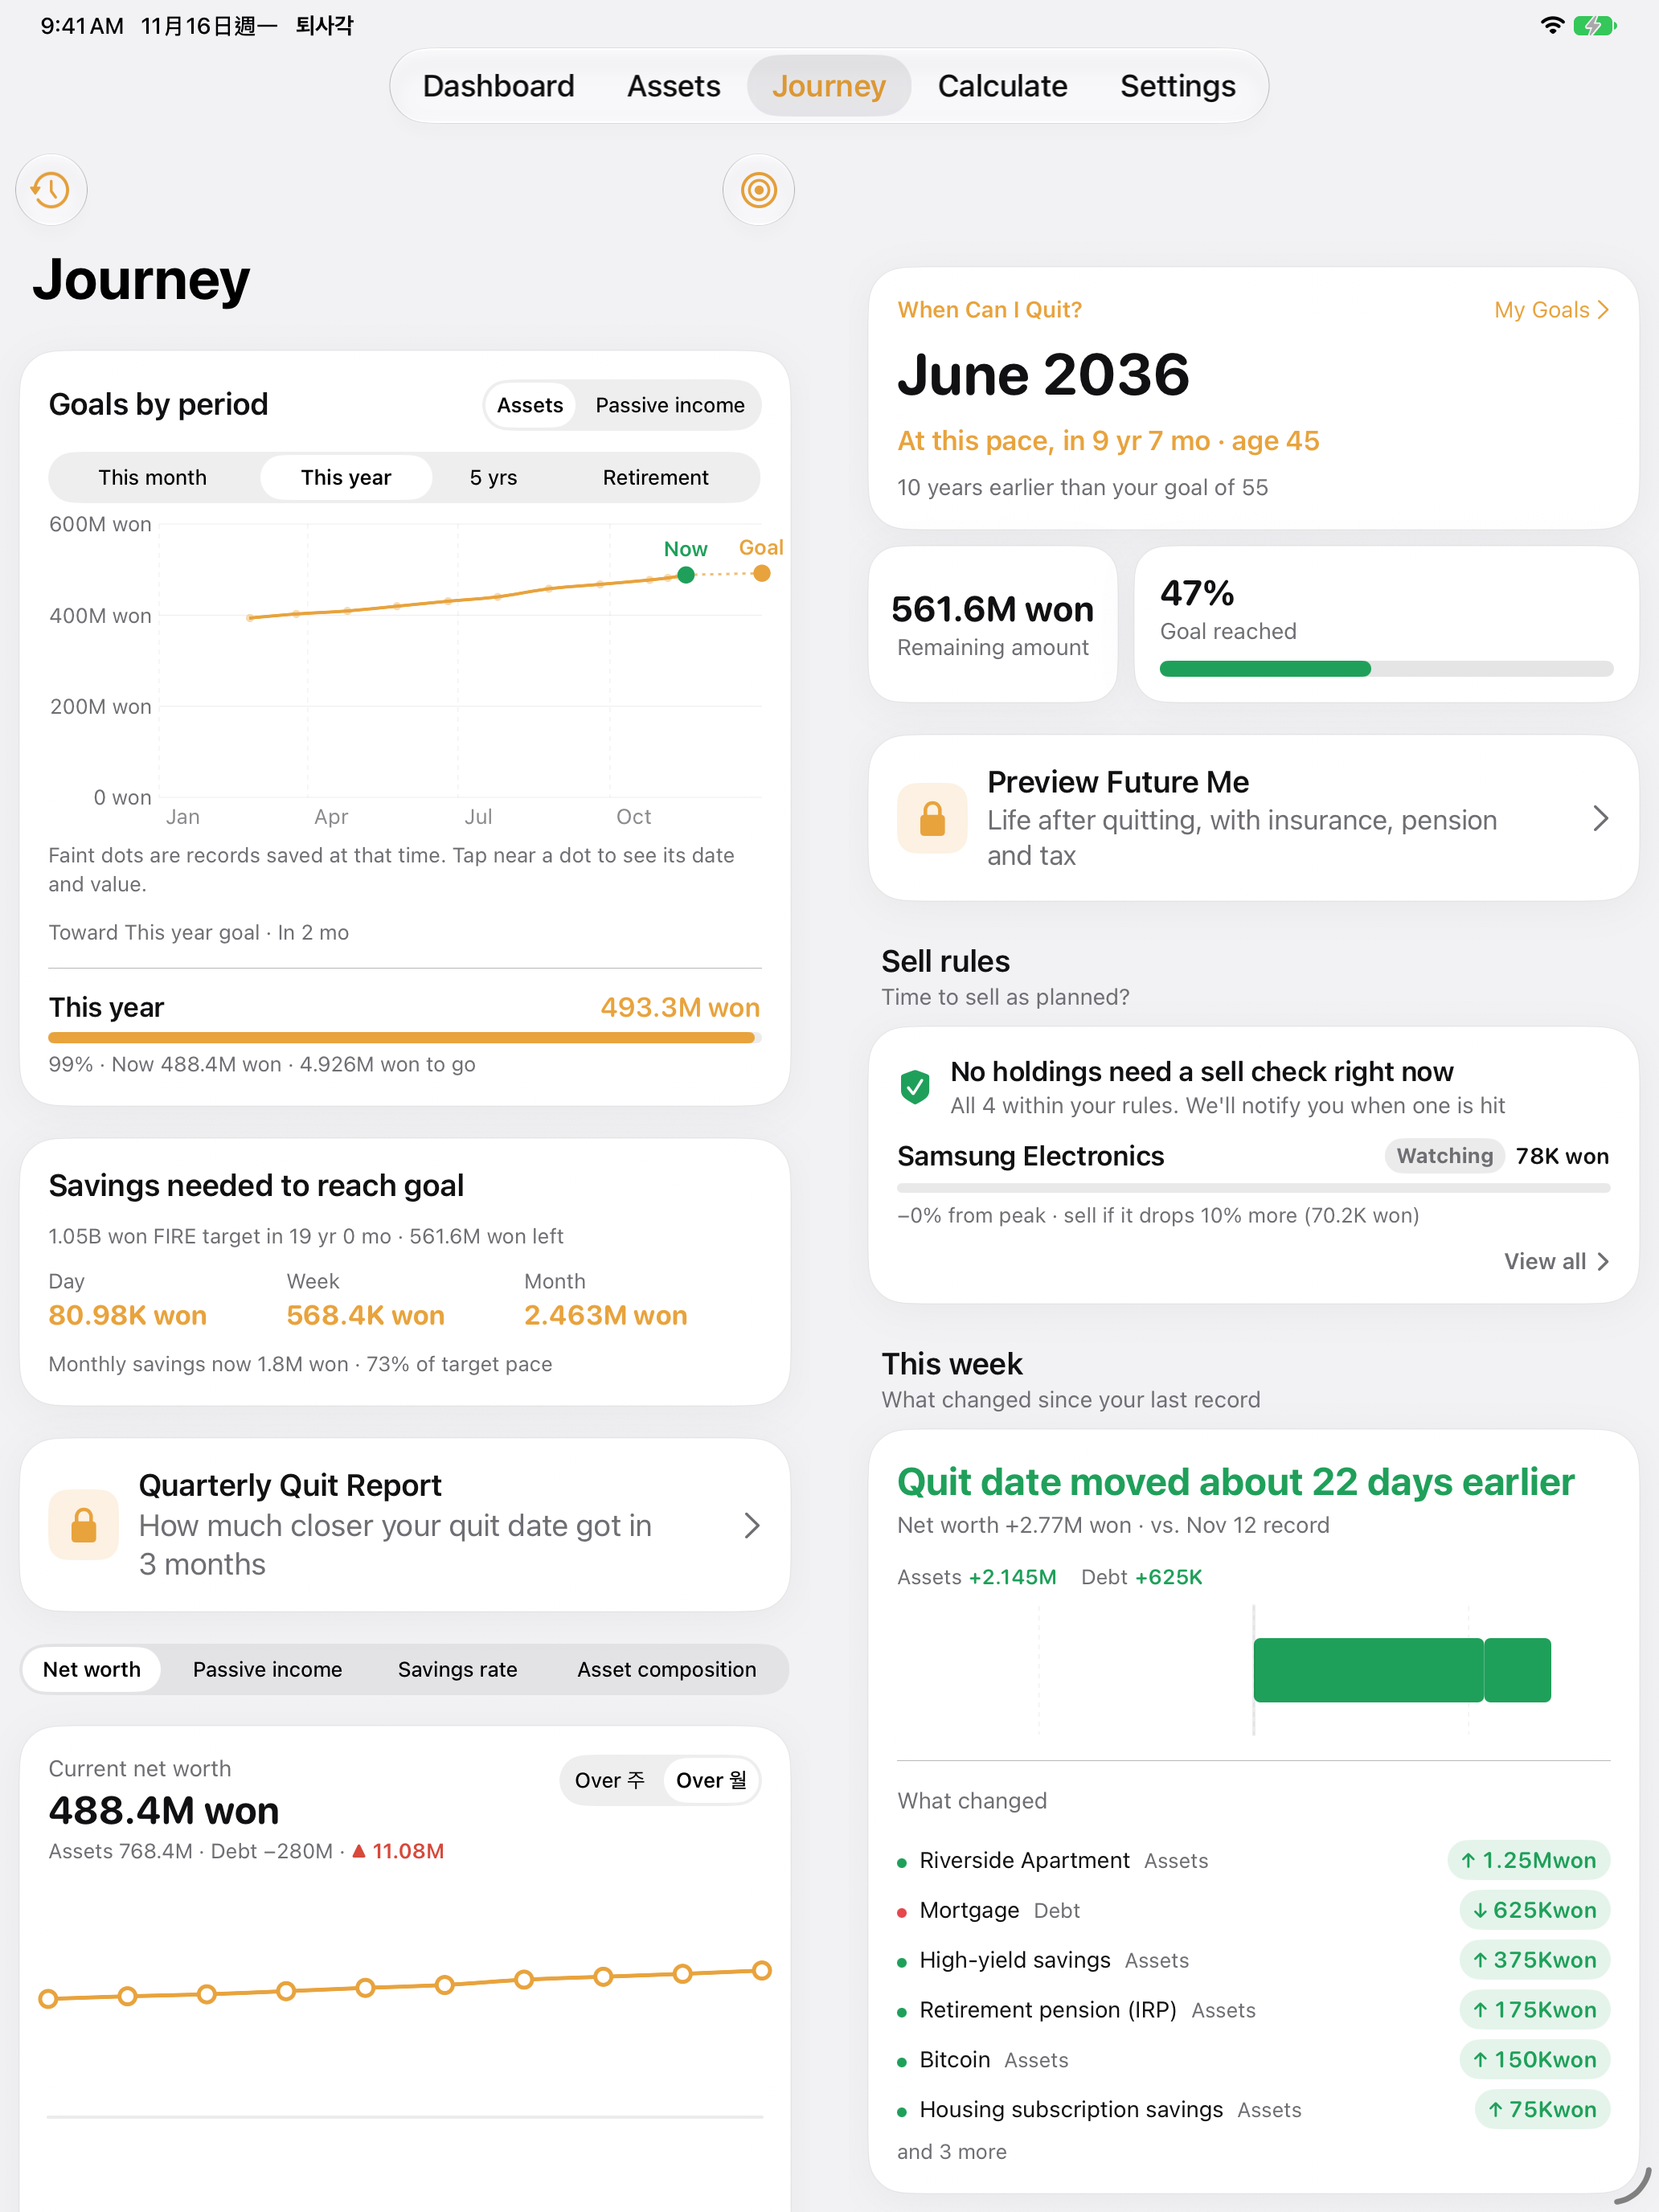 9:41 AM 11月16日週一 퇴사각
Dashboard Assets Journey Calculate Settings
Journey
Goals by period
Assets Passive income
This month This year 5 yrs Retirement
600M won
400M won
200M won
0 won
Now Goal
Jan Apr Jul Oct
Faint dots are records saved at that time. Tap near a dot to see its date
and value.
Toward This year goal · In 2 mo
This year 493.3M won
99% · Now 488.4M won · 4.926M won to go
Savings needed to reach goal
1.05B won FIRE target in 19 yr 0 mo · 561.6M won left
Day Week Month
80.98K won 568.4K won 2.463M won
Monthly savings now 1.8M won · 73% of target pace
Quarterly Quit Report
How much closer your quit date got in
3 months
Net worth Passive income Savings rate Asset composition
Current net worth
Over 주 Over 월
488.4M won
Assets 768.4M · Debt −280M · ▲ 11.08M
When Can I Quit? My Goals
June 2036
At this pace, in 9 yr 7 mo · age 45
10 years earlier than your goal of 55
561.6M won
Remaining amount
47%
Goal reached
Preview Future Me
Life after quitting, with insurance, pension
and tax
Sell rules
Time to sell as planned?
No holdings need a sell check right now
All 4 within your rules. We'll notify you when one is hit
Samsung Electronics Watching 78K won
−0% from peak · sell if it drops 10% more (70.2K won)
View all
This week
What changed since your last record
Quit date moved about 22 days earlier
Net worth +2.77M won · vs. Nov 12 record
Assets +2.145M Debt +625K
What changed
Riverside Apartment Assets ↑ 1.25Mwon
Mortgage Debt ↓ 625Kwon
High-yield savings Assets ↑ 375Kwon
Retirement pension (IRP) Assets ↑ 175Kwon
Bitcoin Assets ↑ 150Kwon
Housing subscription savings Assets ↑ 75Kwon
and 3 more